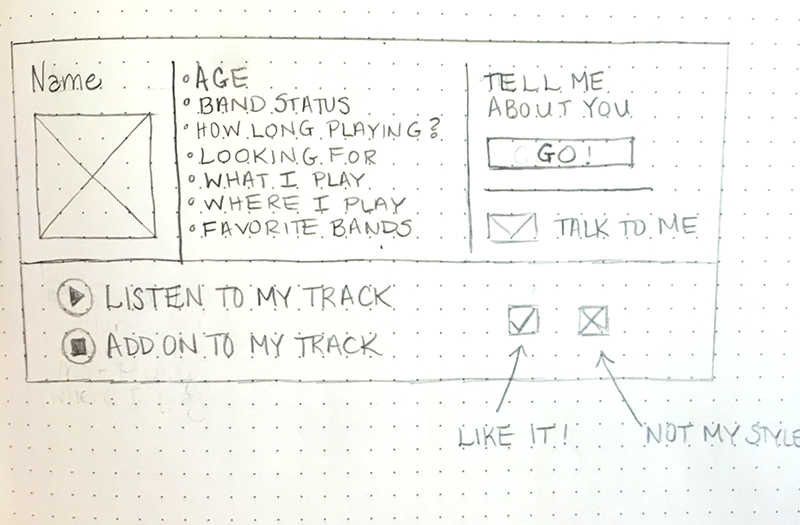 Name
AGE
BAND STATUS
HOW LONG PLAYING?
LOOKING FOR
WHAT I PLAY
WHERE I PLAY
FAVORITE BANDS
TELL ME
ABOUT YOU
GO!
TALK TO ME
LISTEN TO MY TRACK
ADD ON TO MY TRACK
LIKE IT!
NOT MY STYLE